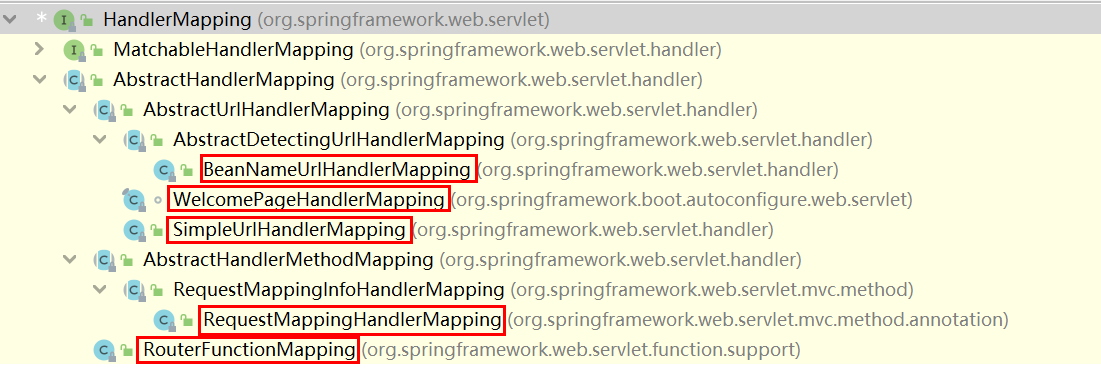 HandlerMapping (org.springframework.web.servlet)
MatchableHandlerMapping (org.springframework.web.servlet.handler)
AbstractHandlerMapping (org.springframework.web.servlet.handler)
AbstractUrlHandlerMapping (org.springframework.web.servlet.handler)
AbstractDetectingUrlHandlerMapping (org.springframework.web.servlet.handler)
BeanNameUrlHandlerMapping (org.springframework.web.servlet.handler)
WelcomePageHandlerMapping (org.springframework.boot.autoconfigure.web.servlet)
SimpleUrlHandlerMapping (org.springframework.web.servlet.handler)
AbstractHandlerMethodMapping (org.springframework.web.servlet.handler)
RequestMappingInfoHandlerMapping (org.springframework.web.servlet.mvc.method)
RequestMappingHandlerMapping (org.springframework.web.servlet.mvc.method.annotation)
RouterFunctionMapping (org.springframework.web.servlet.function.support)